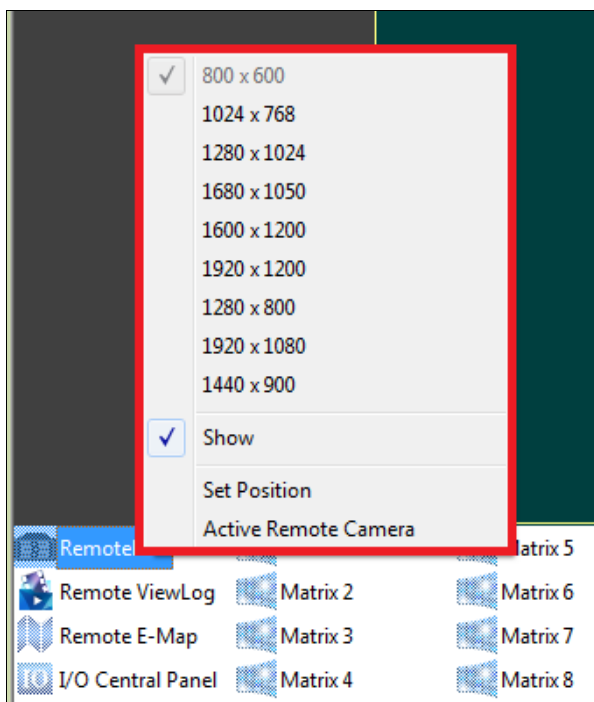 800 x 600
1024 x 768
1280 x 1024
1680 x 1050
1600 x 1200
1920 x 1200
1280 x 800
1920 x 1080
1440 x 900
Show
Set Position
Active Remote Camera
Matrix 5
Remote ViewLog Matrix 2 Matrix 6
Remote E-Map Matrix 3 Matrix 7
I/O Central Panel Matrix 4 Matrix 8